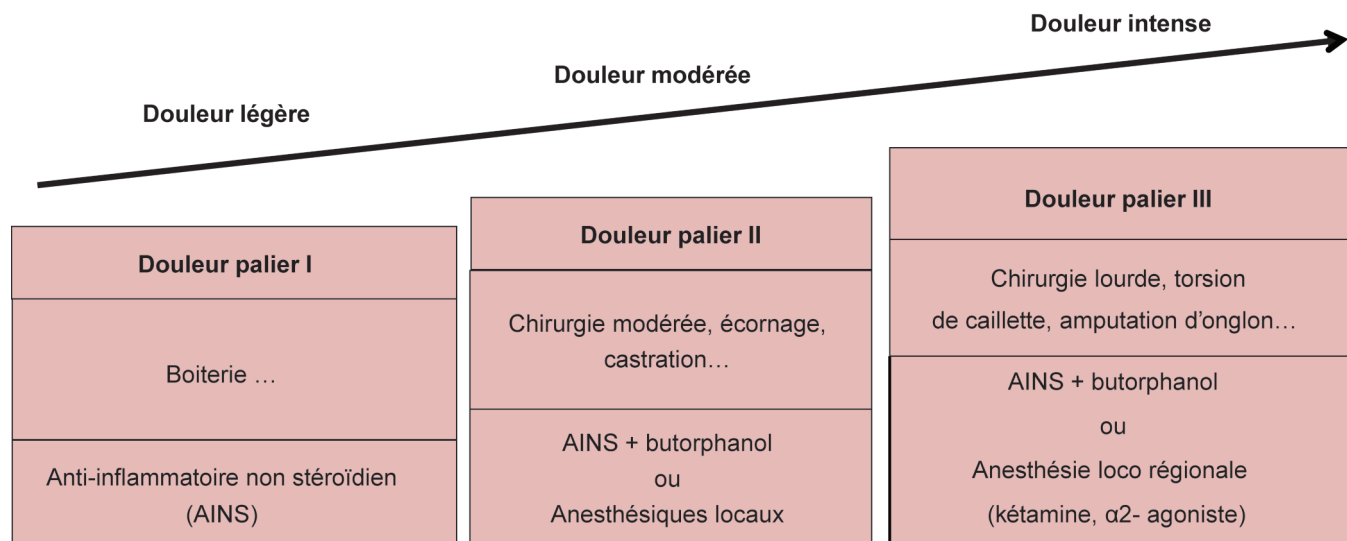 Douleur légère
Douleur modérée
Douleur intense
Douleur palier I
Boiterie …
Anti-inflammatoire non stéroïdien
(AINS)
Douleur palier II
Chirurgie modérée, écornage,
castration…
AINS + butorphanol
ou
Anesthésiques locaux
Douleur palier III
Chirurgie lourde, torsion
de caillette, amputation d’onglon…
AINS + butorphanol
ou
Anesthésie loco régionale
(kétamine, α2- agoniste)